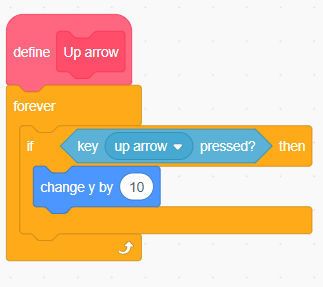 define Up arrow
forever
if key up arrow pressed? then
change y by 10